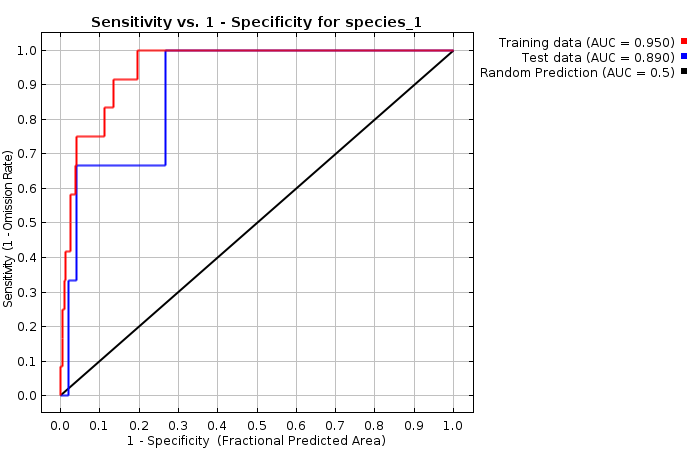 Sensitivity vs. 1 - Specificity for species_1
Training data (AUC = 0.950)
Test data (AUC = 0.890)
Random Prediction (AUC = 0.5)
Sensitivity (1 - Omission Rate)
1.0
0.9
0.8
0.7
0.6
0.5
0.4
0.3
0.2
0.1
0.0
0.0 0.1 0.2 0.3 0.4 0.5 0.6 0.7 0.8 0.9 1.0
1 - Specificity (Fractional Predicted Area)